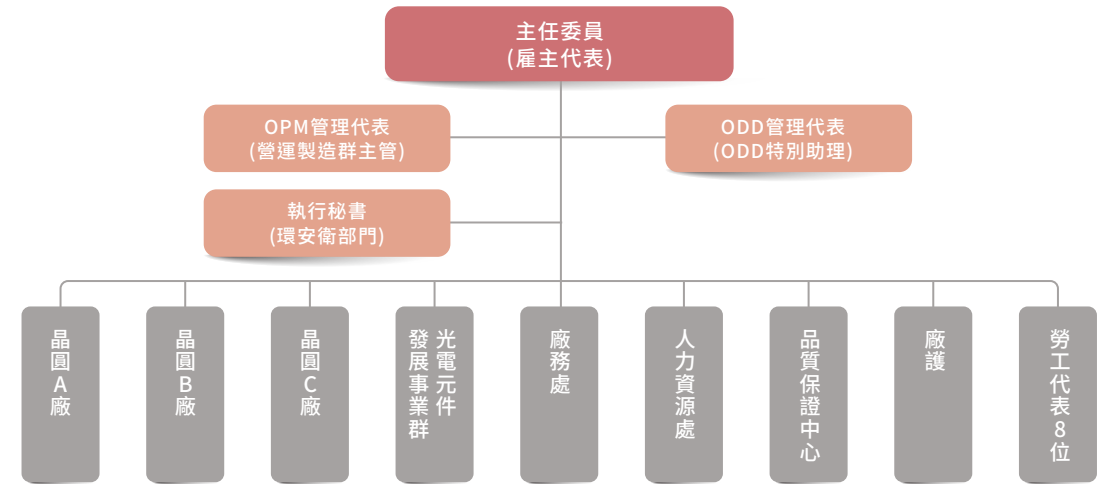 主任委員
(雇主代表)
OPM管理代表
(營運製造群主管)
ODD管理代表
(ODD特別助理)
執行秘書
(環安衛部門)
晶圓A廠
晶圓B廠
晶圓C廠
光電元件
發展事業群
廠務處
人力資源處
品質保證中心
廠護
勞工代表8位